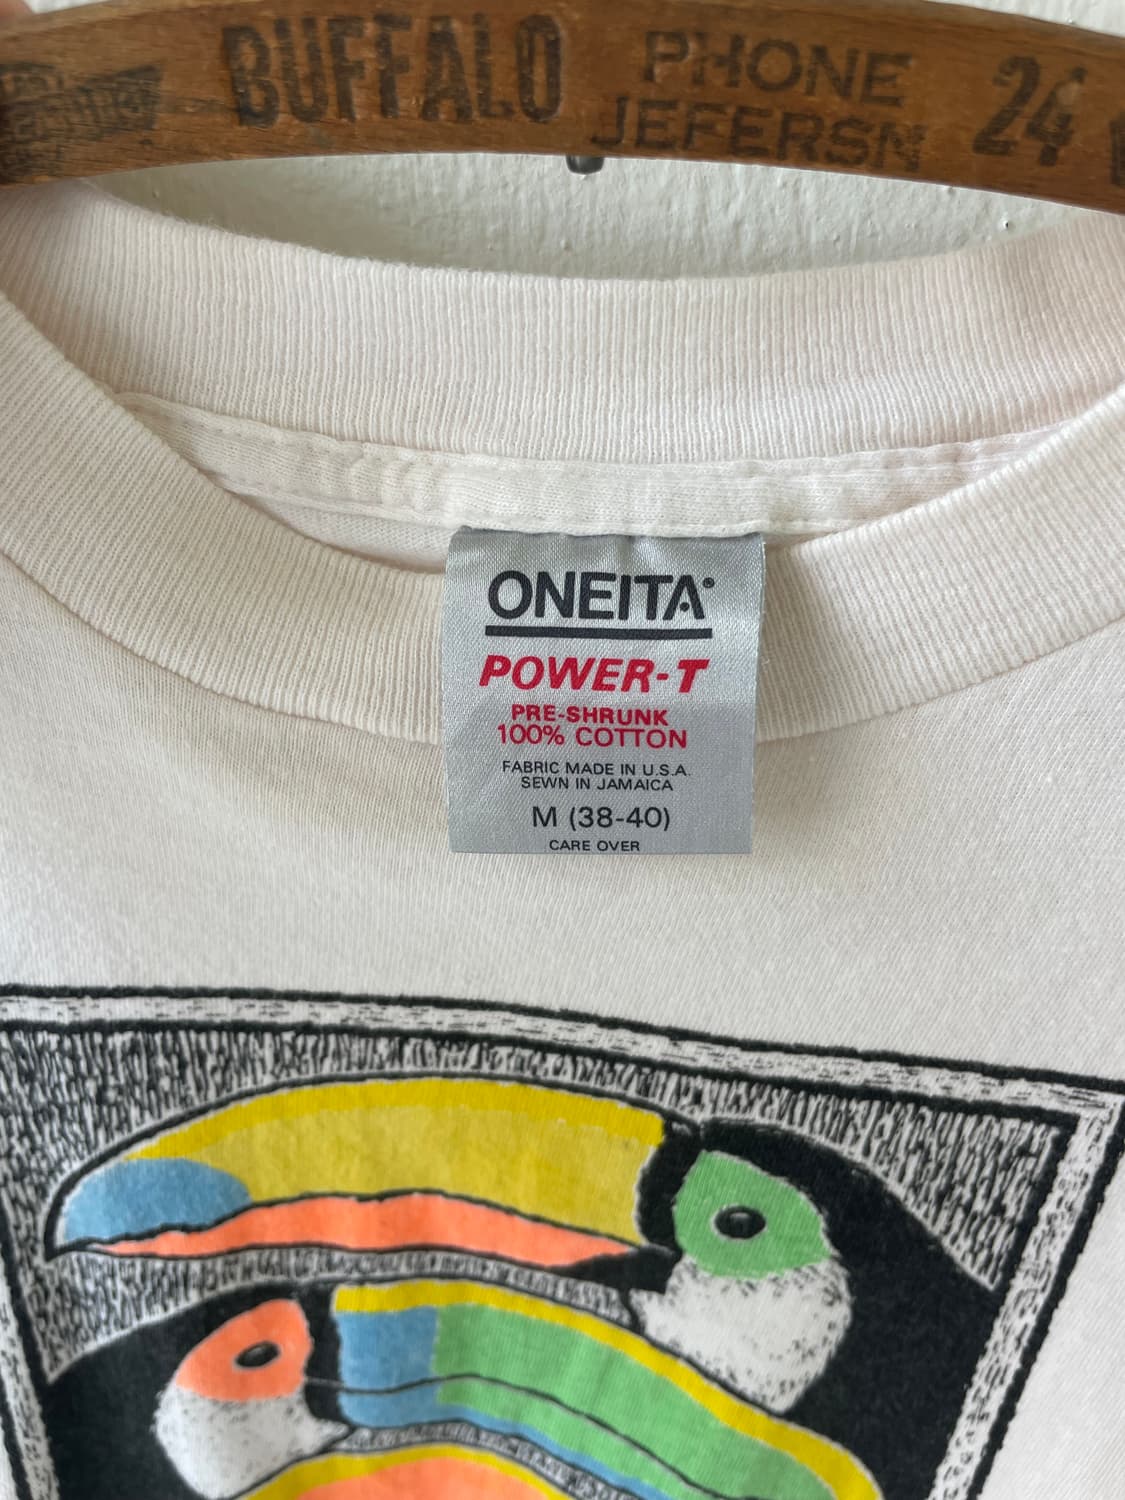 BUFFALO
PHONE
JEFERSN
24
ONEITA®
POWER-T
PRE-SHRUNK
100% COTTON
FABRIC MADE IN U.S.A.
SEWN IN JAMAICA
M (38-40)
CARE OVER